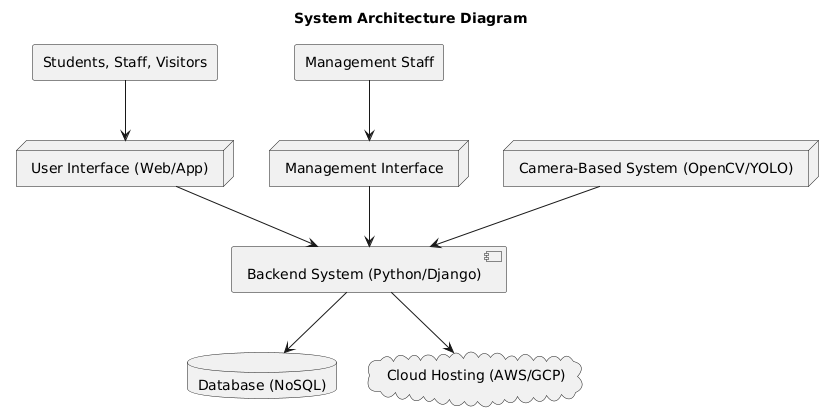 System Architecture Diagram
Students, Staff, Visitors
Management Staff
User Interface (Web/App)
Management Interface
Camera-Based System (OpenCV/YOLO)
Backend System (Python/Django)
Database (NoSQL)
Cloud Hosting (AWS/GCP)